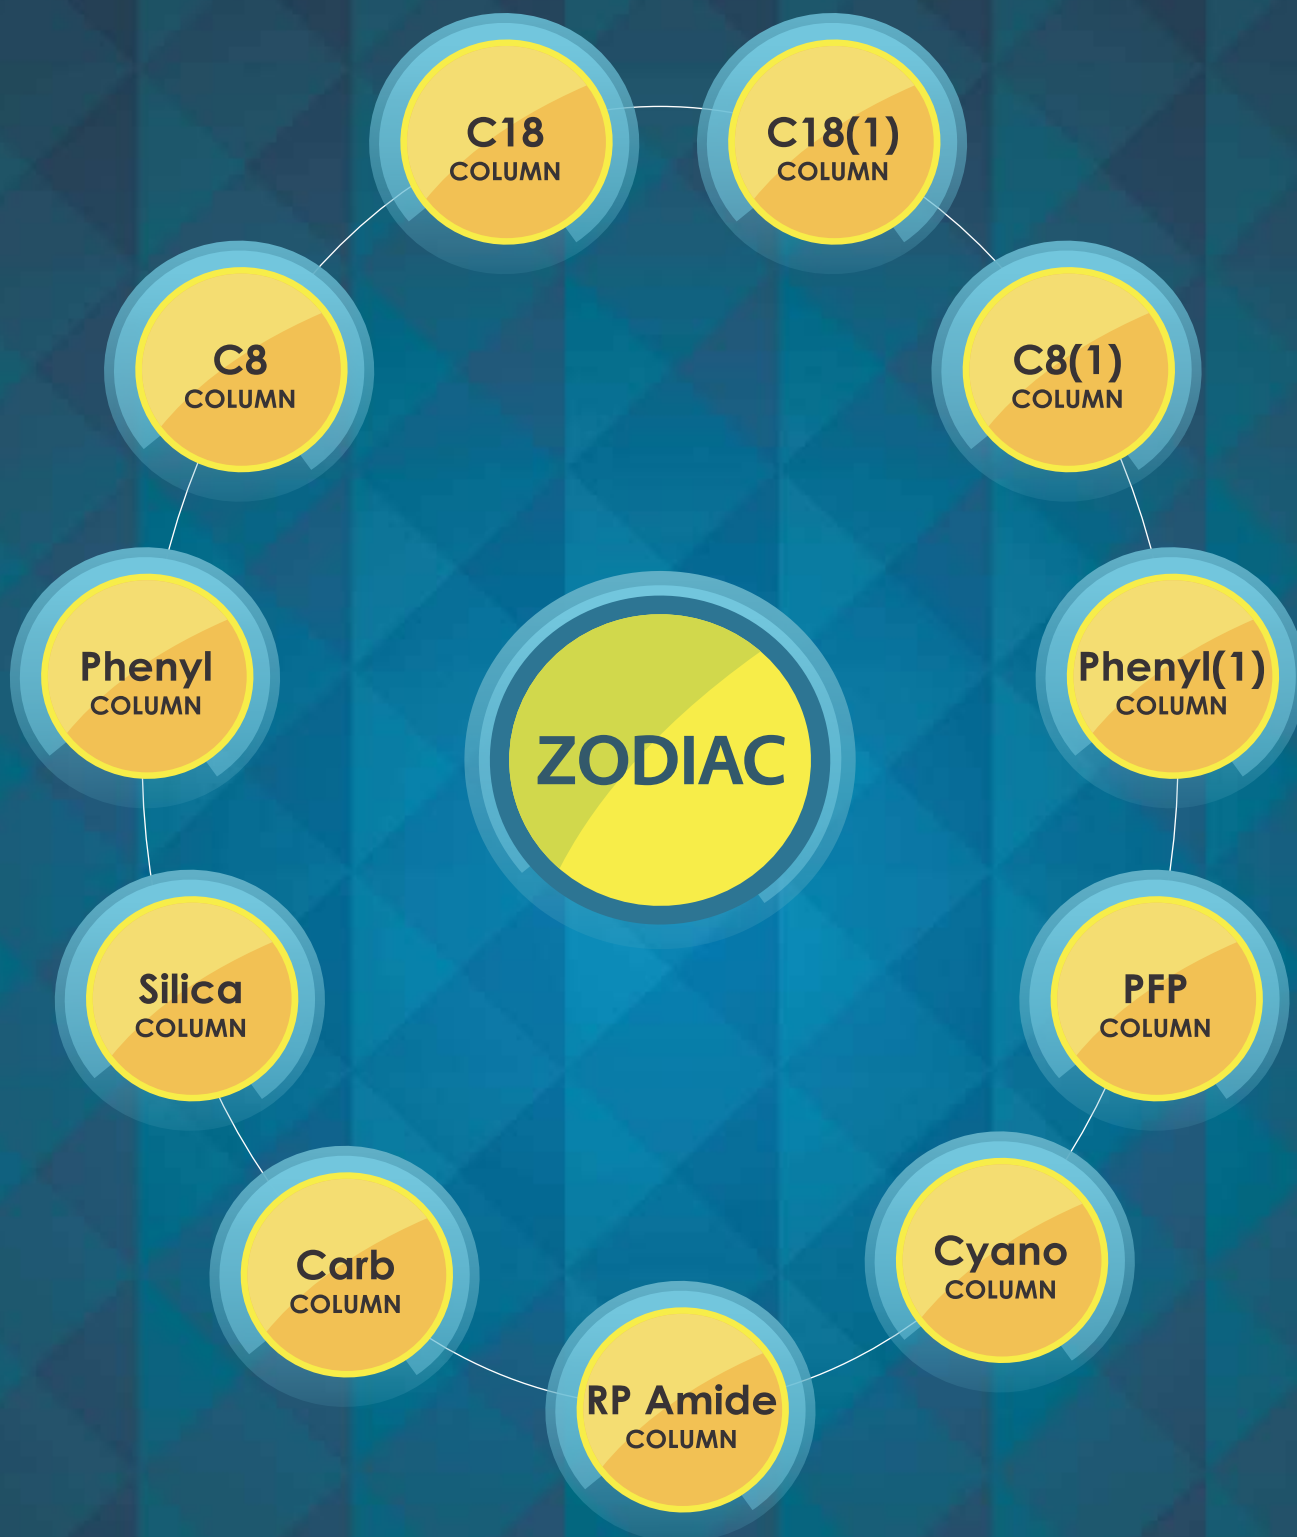 C18
COLUMN
C18(1)
COLUMN
C8
COLUMN
C8(1)
COLUMN
Phenyl
COLUMN
Phenyl(1)
COLUMN
ZODIAC
Silica
COLUMN
PFP
COLUMN
Carb
COLUMN
Cyano
COLUMN
RP Amide
COLUMN